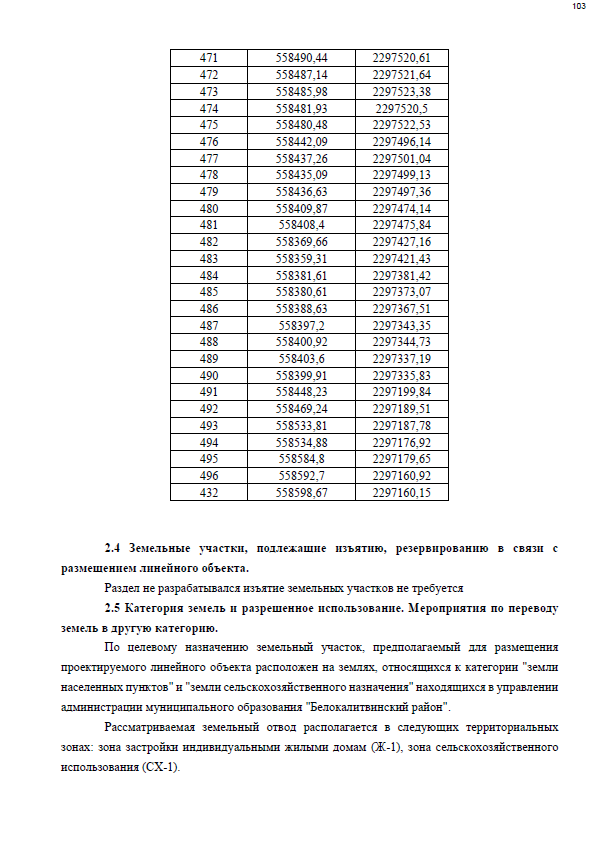 103
471 558490,44 2297520,61
472 558487,14 2297521,64
473 558485,98 2297523,38
474 558481,93 2297520,5
475 558480,48 2297522,53
476 558442,09 2297496,14
477 558437,26 2297501,04
478 558435,09 2297499,13
479 558436,63 2297497,36
480 558409,87 2297474,14
481 558408,4 2297475,84
482 558369,66 2297427,16
483 558359,31 2297421,43
484 558381,61 2297381,42
485 558380,61 2297373,07
486 558388,63 2297367,51
487 558397,2 2297343,35
488 558400,92 2297344,73
489 558403,6 2297337,19
490 558399,91 2297335,83
491 558448,23 2297199,84
492 558469,24 2297189,51
493 558533,81 2297187,78
494 558534,88 2297176,92
495 558584,8 2297179,65
496 558592,7 2297160,92
432 558598,67 2297160,15
2.4 Земельные участки, подлежащие изъятию, резервированию в связи с
размещением линейного объекта.
Раздел не разрабатывался изъятие земельных участков не требуется
2.5 Категория земель и разрешенное использование. Мероприятия по переводу
земель в другую категорию.
По целевому назначению земельный участок, предполагаемый для размещения
проектируемого линейного объекта расположен на землях, относящихся к категории "земли
населенных пунктов" и "земли сельскохозяйственного назначения" находящихся в управлении
администрации муниципального образования "Белокалитвинский район".
Рассматриваемая земельный отвод располагается в следующих территориальных
зонах: зона застройки индивидуальными жилыми домам (Ж-1), зона сельскохозяйственного
использования (СХ-1).